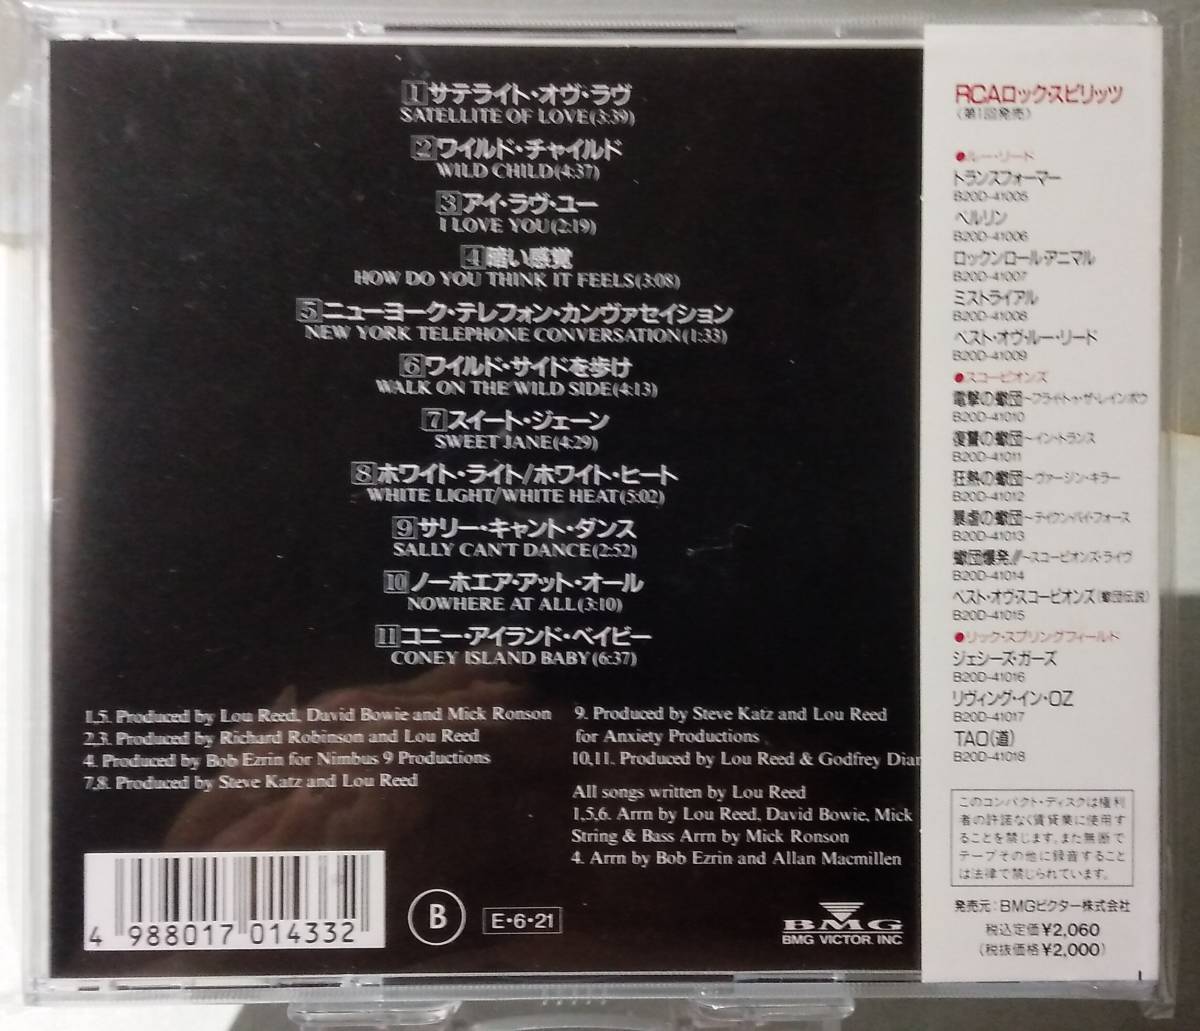 1 サテライト・オヴ・ラヴ
SATELLITE OF LOVE(3:39)
2 ワイルド・チャイルド
WILD CHILD(4:37)
3 アイ・ラヴ・ユー
I LOVE YOU(2:19)
4 暗い感覚
HOW DO YOU THINK IT FEELS(3:08)
5 ニューヨーク・テレフォン・カンヴァセイション
NEW YORK TELEPHONE CONVERSATION(1:33)
6 ワイルド・サイドを歩け
WALK ON THE WILD SIDE(4:13)
7 スイート・ジェーン
SWEET JANE(4:29)
8 ホワイト・ライト/ホワイト・ヒート
WHITE LIGHT/WHITE HEAT(5:02)
9 サリー・キャント・ダンス
SALLY CAN'T DANCE(2:52)
10 ノーホエア・アット・オール
NOWHERE AT ALL(3:10)
11 コニー・アイランド・ベイビー
CONEY ISLAND BABY(6:37)
1,5. Produced by Lou Reed, David Bowie and Mick Ronson
2,3. Produced by Richard Robinson and Lou Reed
4. Produced by Bob Ezrin for Nimbus 9 Productions
7,8. Produced by Steve Katz and Lou Reed
9. Produced by Steve Katz and Lou Reed
for Anxiety Productions
10,11. Produced by Lou Reed & Godfrey Diam
All songs written by Lou Reed
1,5,6. Arrn by Lou Reed, David Bowie, Mick
String & Bass Arrn by Mick Ronson
4. Arrn by Bob Ezrin and Allan Macmillen
4 988017 014332
B
E・6・21
BMG
BMG VICTOR. INC
RCAロック・スピリッツ
(第1回発売)
●ルー・リード
トランスフォーマー
B20D-41005
ベルリン
B20D-41006
ロックンロール・アニマル
B20D-41007
ミストライアル
B20D-41008
ベスト・オヴ・ルー・リード
B20D-41009
●スコーピオンズ
電撃の蠍団~フライ・トゥ・ザ・レインボウ
B20D-41010
復讐の蠍団~イン・トランス
B20D-41011
狂熱の蠍団~ヴァージン・キラー
B20D-41012
暴虐の蠍団~テイクン・バイ・フォース
B20D-41013
蠍団爆発!!~スコーピオンズ・ライヴ
B20D-41014
ベスト・オヴ・スコーピオンズ(蠍団伝説)
B20D-41015
●リック・スプリングフィールド
ジェシーズ・ガーズ
B20D-41016
リヴィング・イン・OZ
B20D-41017
TAO(道)
B20D-41018
このコンパクト・ディスクは権利
者の許諾なく賃貸業に使用す
ることを禁じます。また無断で
テープその他に録音すること
は法律で禁じられています。
発売元:BMGビクター株式会社
税込定価¥2,060
(税抜価格¥2,000)